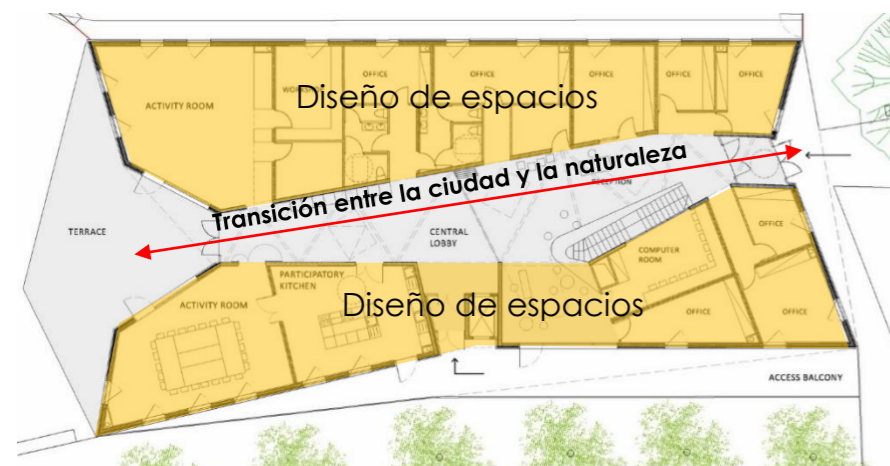 OFFICE
OFFICE
OFFICE
OFFICE
OFFICE
Diseño de espacios
ACTIVITY ROOM
Transición entre la ciudad y la naturaleza
TERRACE
CENTRAL
LOBBY
OFFICE
COMPUTER
ROOM
PARTICIPATORY
KITCHEN
ACTIVITY ROOM
Diseño de espacios
OFFICE
OFFICE
ACCESS BALCONY